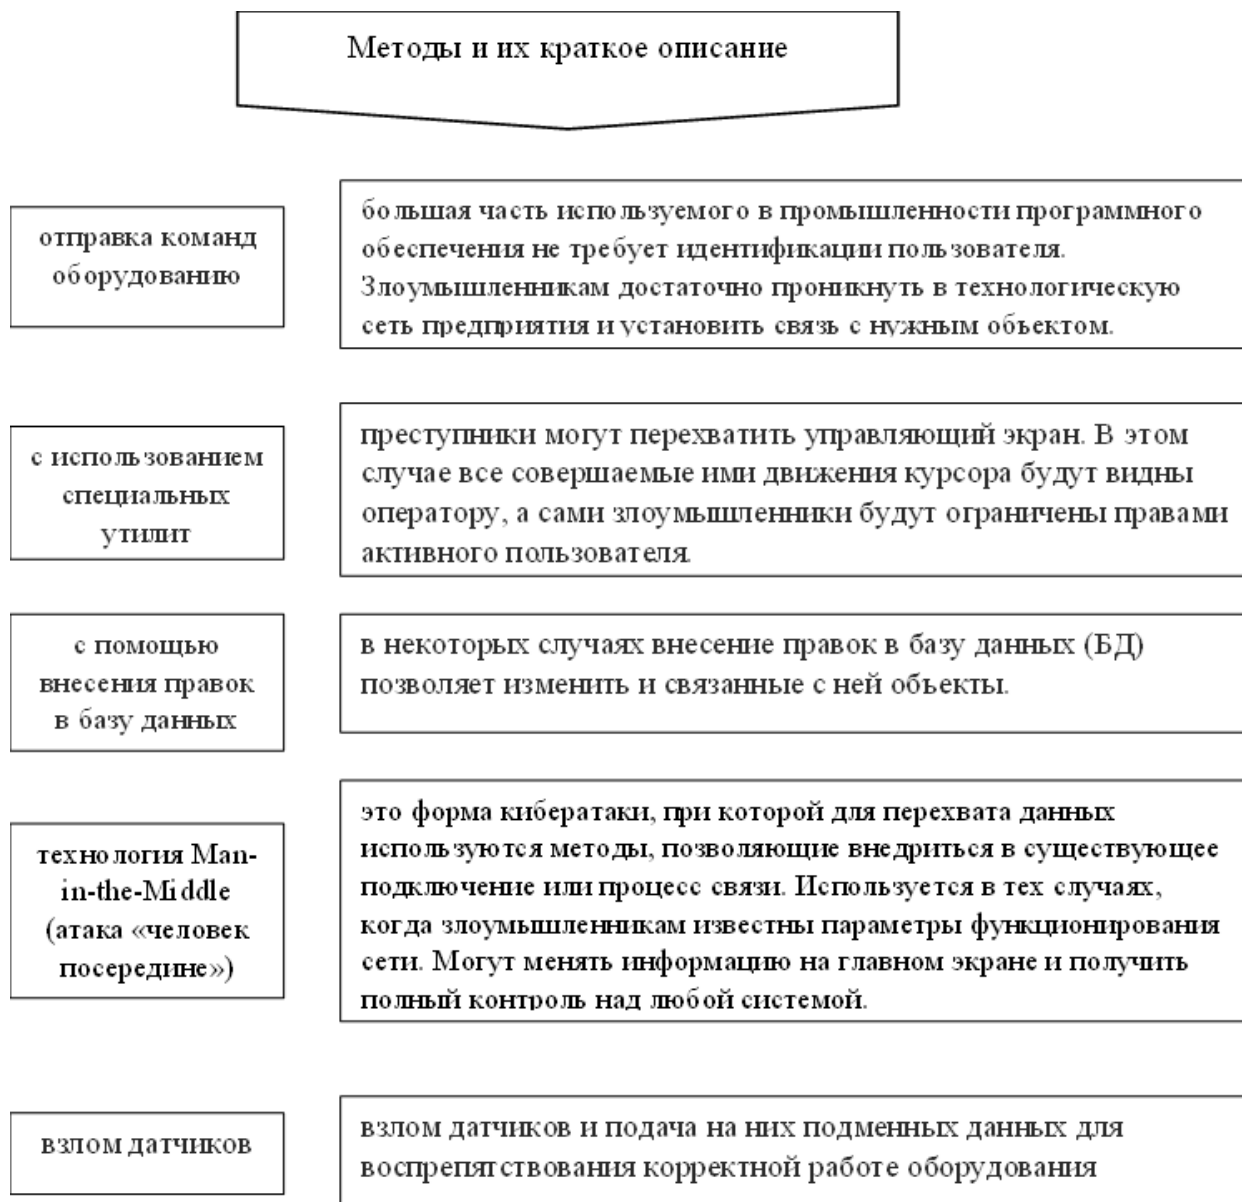 Методы и их краткое описание
отправка команд
оборудованию
большая часть используемого в промышленности программного
обеспечения не требует идентификации пользователя.
Злоумышленникам достаточно проникнуть в технологическую
сеть предприятия и установить связь с нужным объектом.
с использованием
специальных
утилит
преступники могут перехватить управляющий экран. В этом
случае все совершаемые ими движения курсора будут видны
оператору, а сами злоумышленники будут ограничены правами
активного пользователя.
с помощью
внесения правок
в базу данных
в некоторых случаях внесение правок в базу данных (БД)
позволяет изменить и связанные с ней объекты.
технология Man-
in-the-Middle
(атака «человек
посередине»)
это форма кибератаки, при которой для перехвата данных
используются методы, позволяющие внедриться в существующее
подключение или процесс связи. Используется в тех случаях,
когда злоумышленникам известны параметры функционирования
сети. Могут менять информацию на главном экране и получить
полный контроль над любой системой.
взлом датчиков
взлом датчиков и подача на них подменных данных для
воспрепятствования корректной работе оборудования